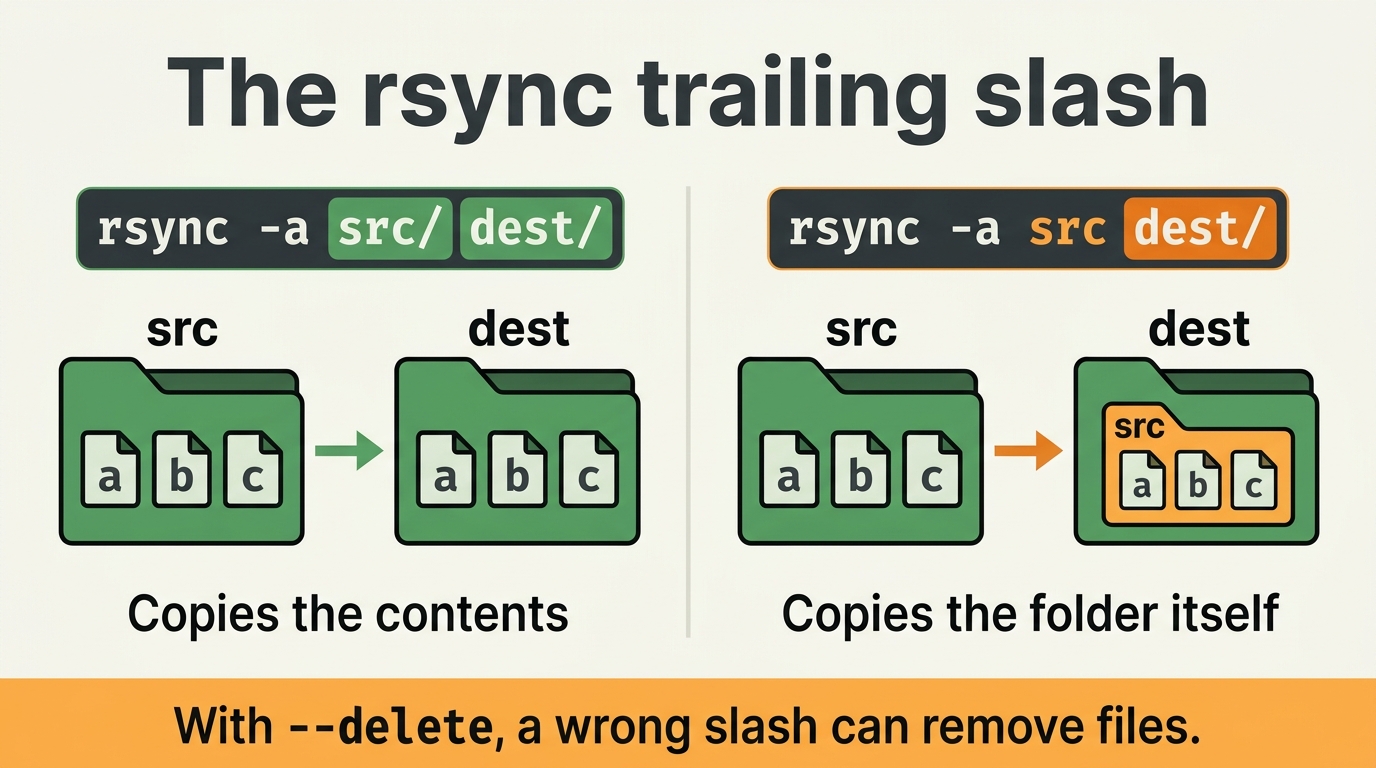 The rsync trailing slash
rsync -a src/ dest/
src
dest
a b c
a b c
Copies the contents
rsync -a src dest/
src
dest
a b c
src
a b c
Copies the folder itself
With --delete, a wrong slash can remove files.